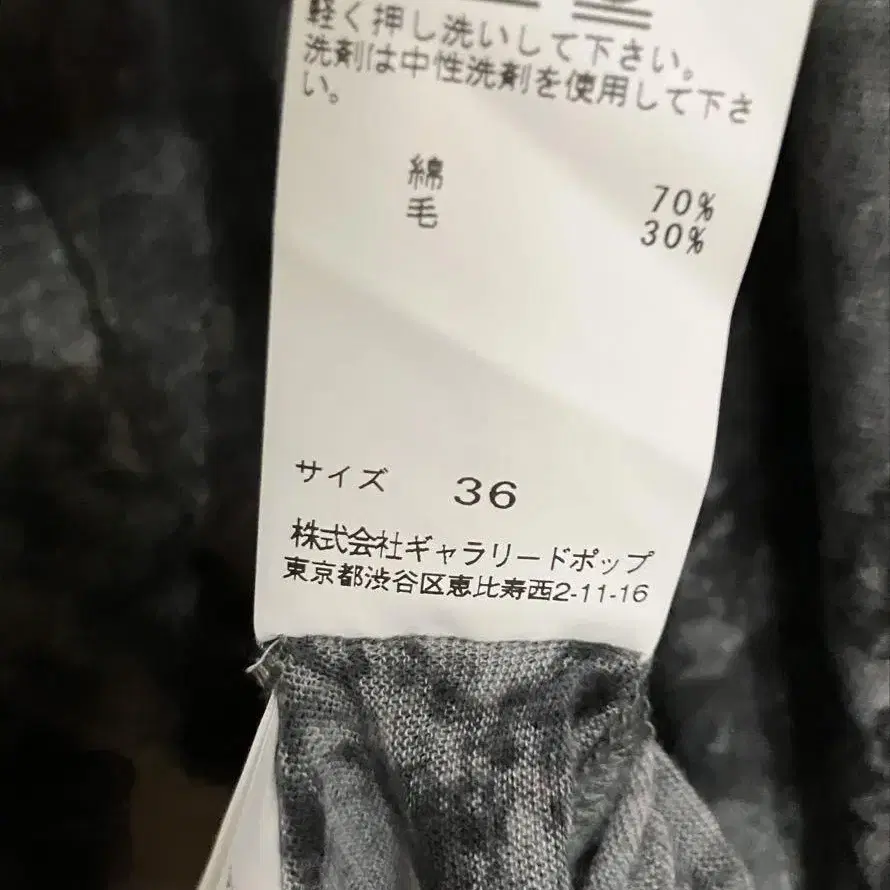 軽く押し洗いして下さい。
洗剤は中性洗剤を使用して下さ
い。
綿 70%
毛 30%
サイズ 36
株式会社ギャラリードポップ
東京都渋谷区恵比寿西2-11-16